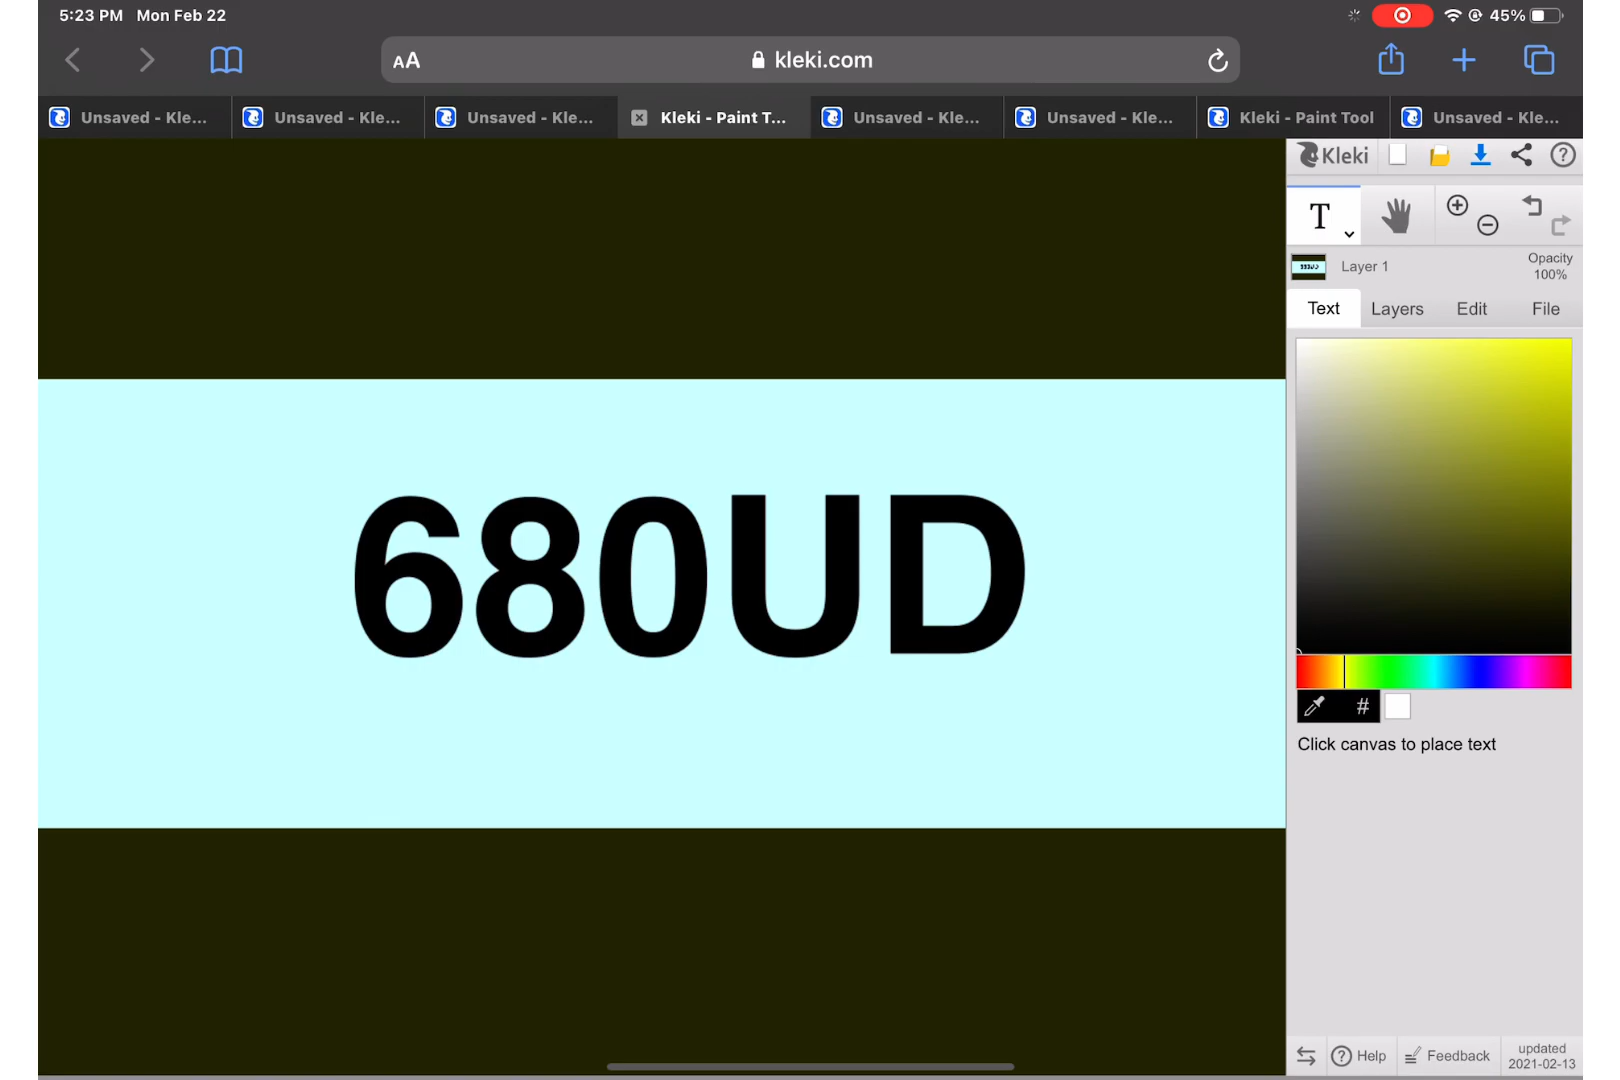 5:23 PM Mon Feb 22
45%
AA
kleki.com
Unsaved - Kle...
Unsaved - Kle...
Unsaved - Kle...
Kleki - Paint T...
Unsaved - Kle...
Unsaved - Kle...
Kleki - Paint Tool
Unsaved - Kle...
Kleki
T
Layer 1
Opacity
100%
Text
Layers
Edit
File
680UD
#
Click canvas to place text
Help
Feedback
updated
2021-02-13